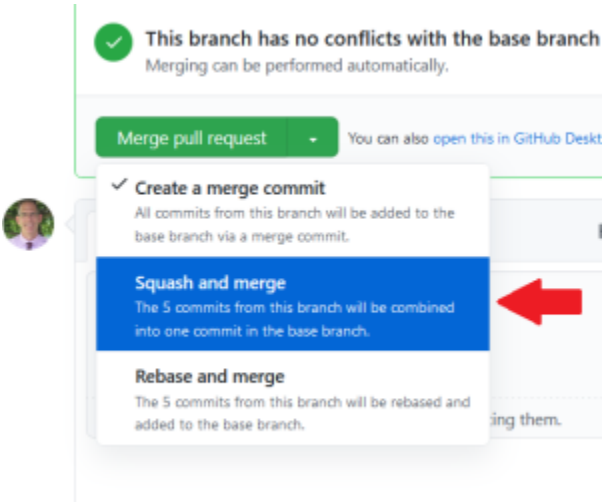 This branch has no conflicts with the base branch
Merging can be performed automatically.
Merge pull request
You can also open this in GitHub Deskt
Create a merge commit
All commits from this branch will be added to the
base branch via a merge commit.
Squash and merge
The 5 commits from this branch will be combined
into one commit in the base branch.
Rebase and merge
The 5 commits from this branch will be rebased and
added to the base branch.
ing them.